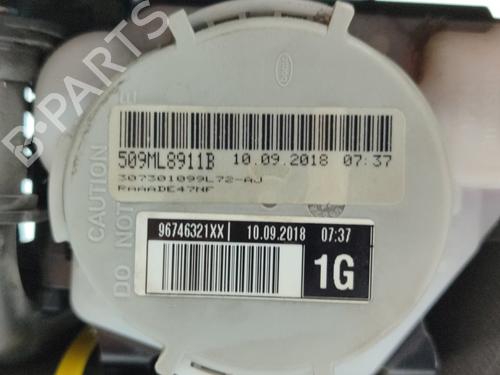 B-PARTS
CAUTION
DO NOT
509ML8911B 10.09.2018 07:37
307301099L72-AJ
RAAADE47NF
96746321XX 10.09.2018 07:37
1G